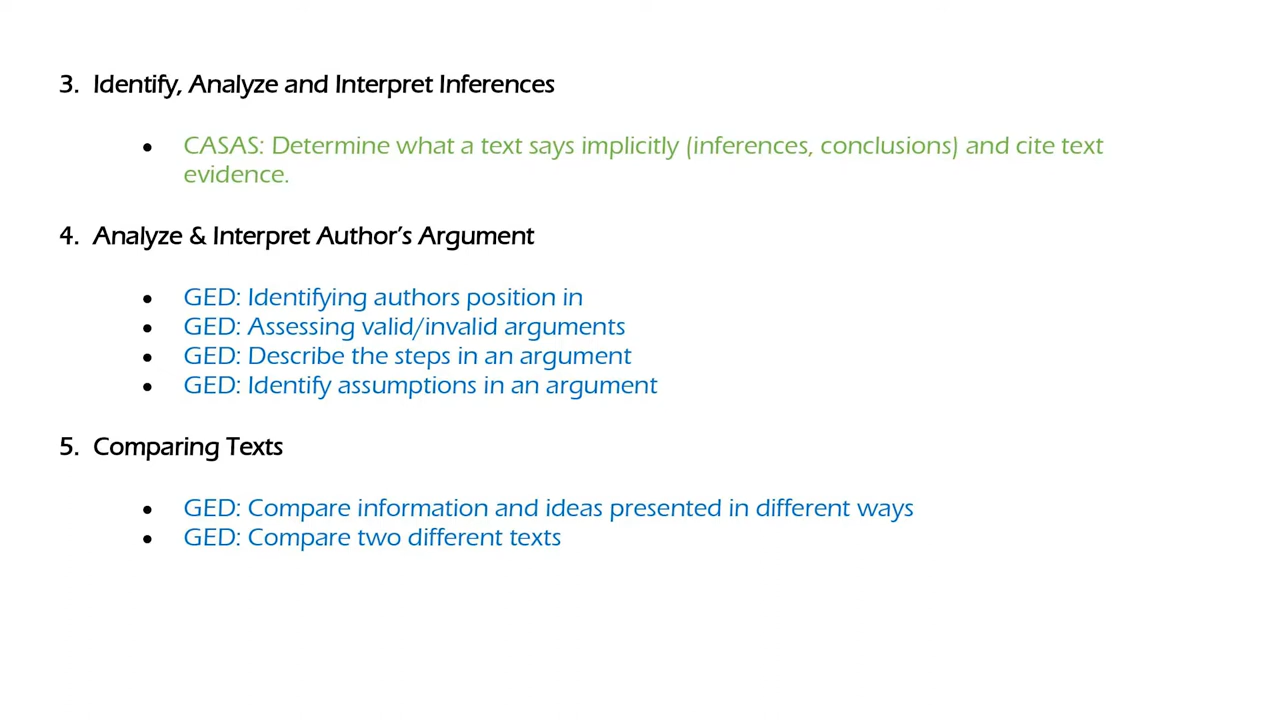 3. Identify, Analyze and Interpret Inferences
• CASAS: Determine what a text says implicitly (inferences, conclusions) and cite text
evidence.
4. Analyze & Interpret Author’s Argument
• GED: Identifying authors position in
• GED: Assessing valid/invalid arguments
• GED: Describe the steps in an argument
• GED: Identify assumptions in an argument
5. Comparing Texts
• GED: Compare information and ideas presented in different ways
• GED: Compare two different texts